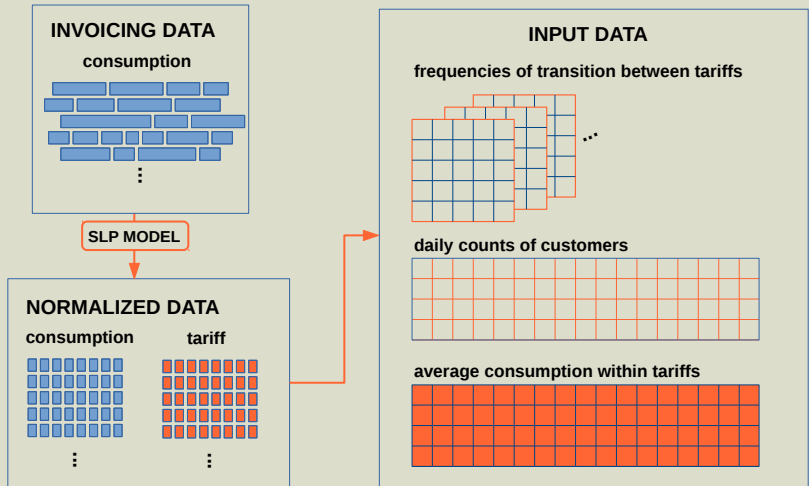 INVOICING DATA
consumption
...
SLP MODEL
NORMALIZED DATA
consumption
tariff
...
...
INPUT DATA
frequencies of transition between tariffs
...
daily counts of customers
average consumption within tariffs